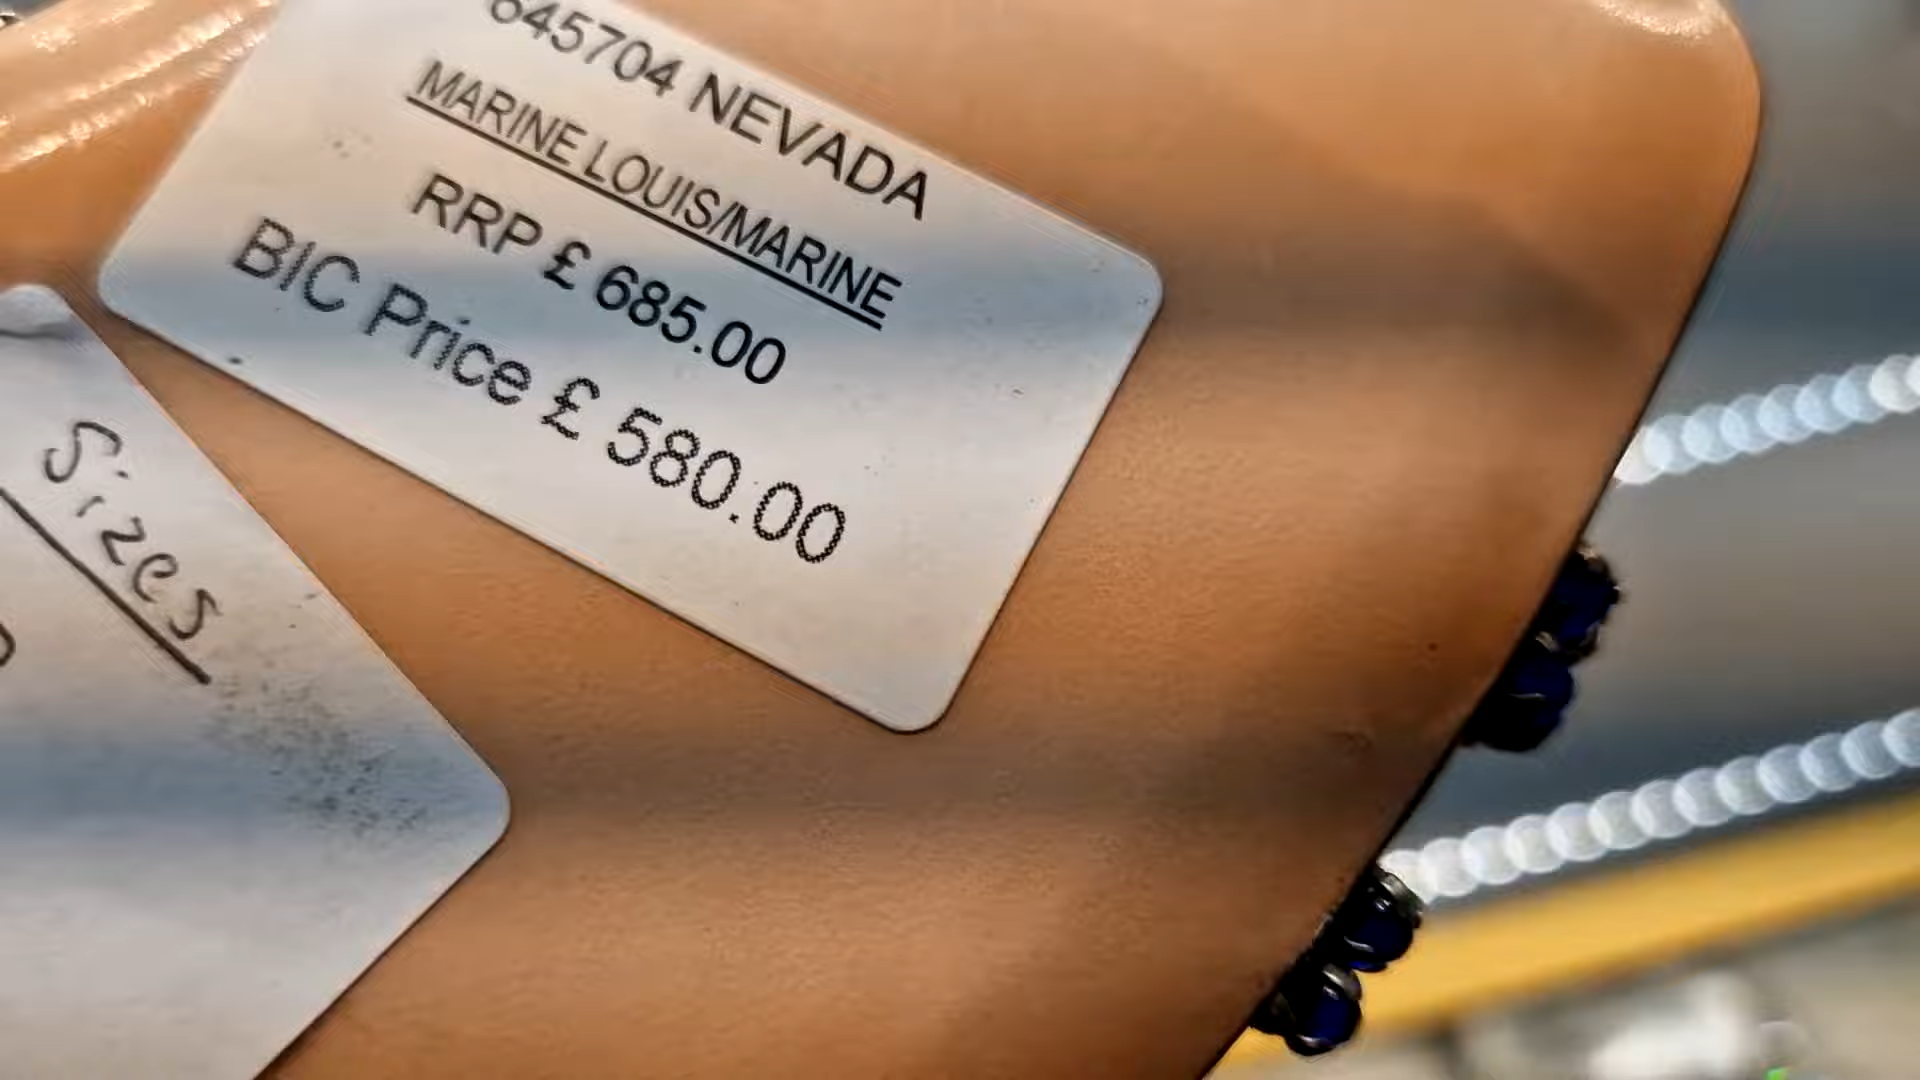 645704 NEVADA
MARINE LOUIS/MARINE
RRP £ 685.00
BIC Price £ 580.00
Sizes